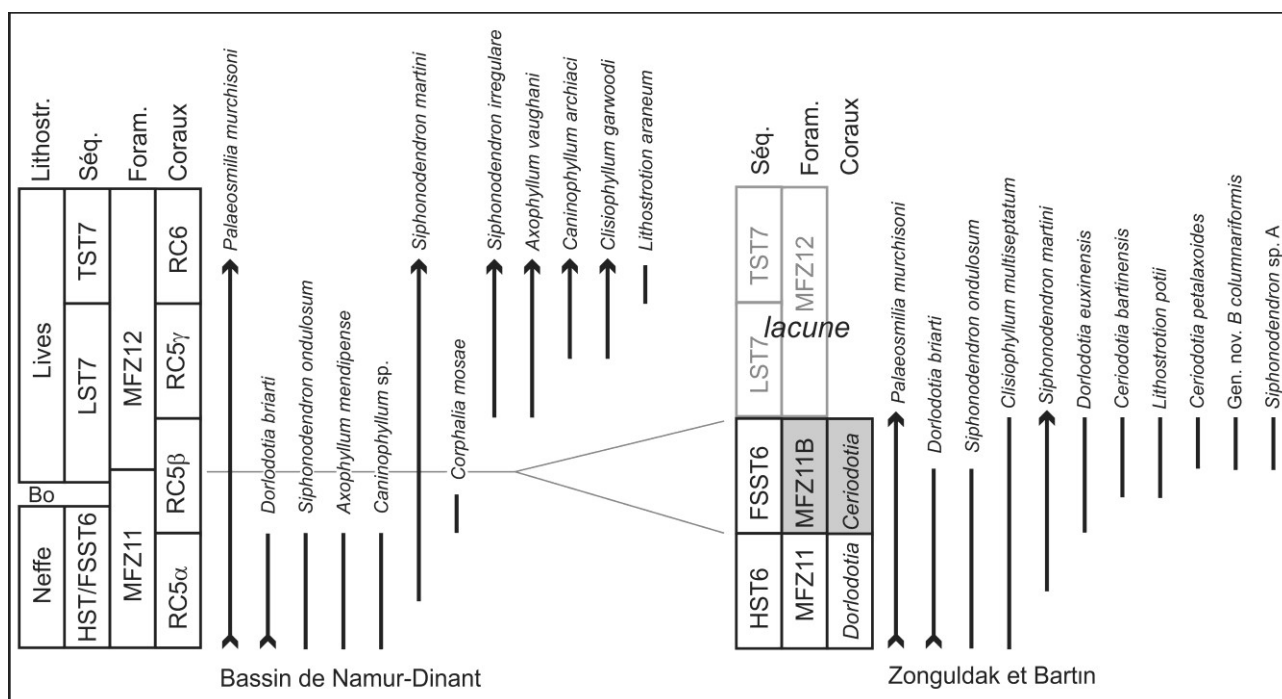 Lithostr.
Séq.
Foram.
Coraux
Neffe
Bo
Lives
HST/FSST6
LST7
TST7
MFZ11
MFZ12
RC5α
RC5β
RC5γ
RC6
Palaeosmilia murchisoni
Dorlodotia briarti
Siphonodendron ondulosum
Axophyllum mendipense
Caninophyllum sp.
Siphonodendron martini
Corphalia mosae
Siphonodendron irregulare
Axophyllum vaughani
Caninophyllum archiaci
Clisiophyllum garwoodi
Lithostrotion araneum
Bassin de Namur-Dinant
Séq.
Foram.
Coraux
HST6
FSST6
LST7
TST7
MFZ11
MFZ11B
MFZ12
lacune
Dorlodotia
Ceriodotia
Palaeosmilia murchisoni
Dorlodotia briarti
Siphonodendron ondulosum
Clisiophyllum multiseptatum
Siphonodendron martini
Dorlodotia euxinensis
Ceriodotia bartinensis
Lithostrotion potii
Ceriodotia petalaxoides
Gen. nov. B columnariformis
Siphonodendron sp. A
Zonguldak et Bartın